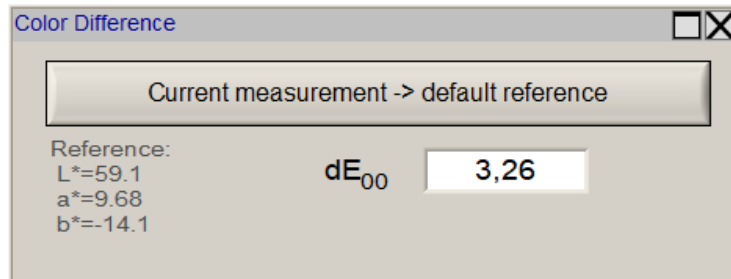 Color Difference
Current measurement -> default reference
Reference:
L*=59.1
a*=9.68
b*=-14.1
dE00 3,26